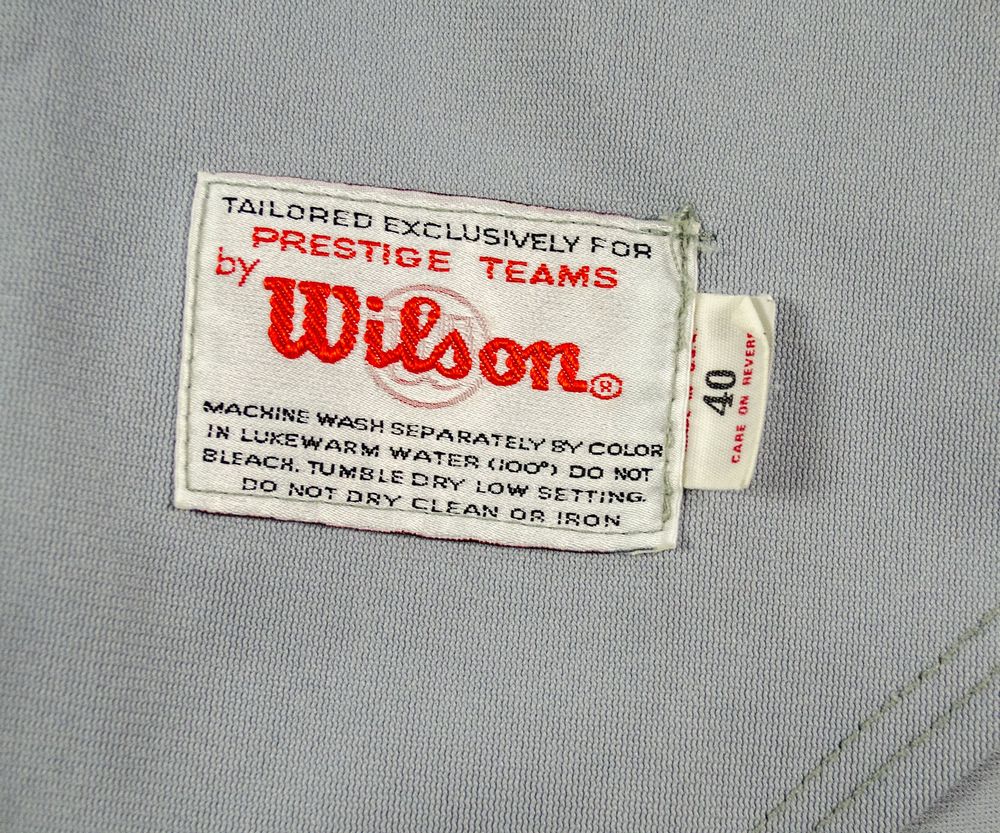 TAILORED EXCLUSIVELY FOR
PRESTIGE TEAMS
by
Wilson®
MACHINE WASH SEPARATELY BY COLOR
IN LUKEWARM WATER (100°) DO NOT
BLEACH. TUMBLE DRY LOW SETTING.
DO NOT DRY CLEAN OR IRON
40
CARE ON REVER